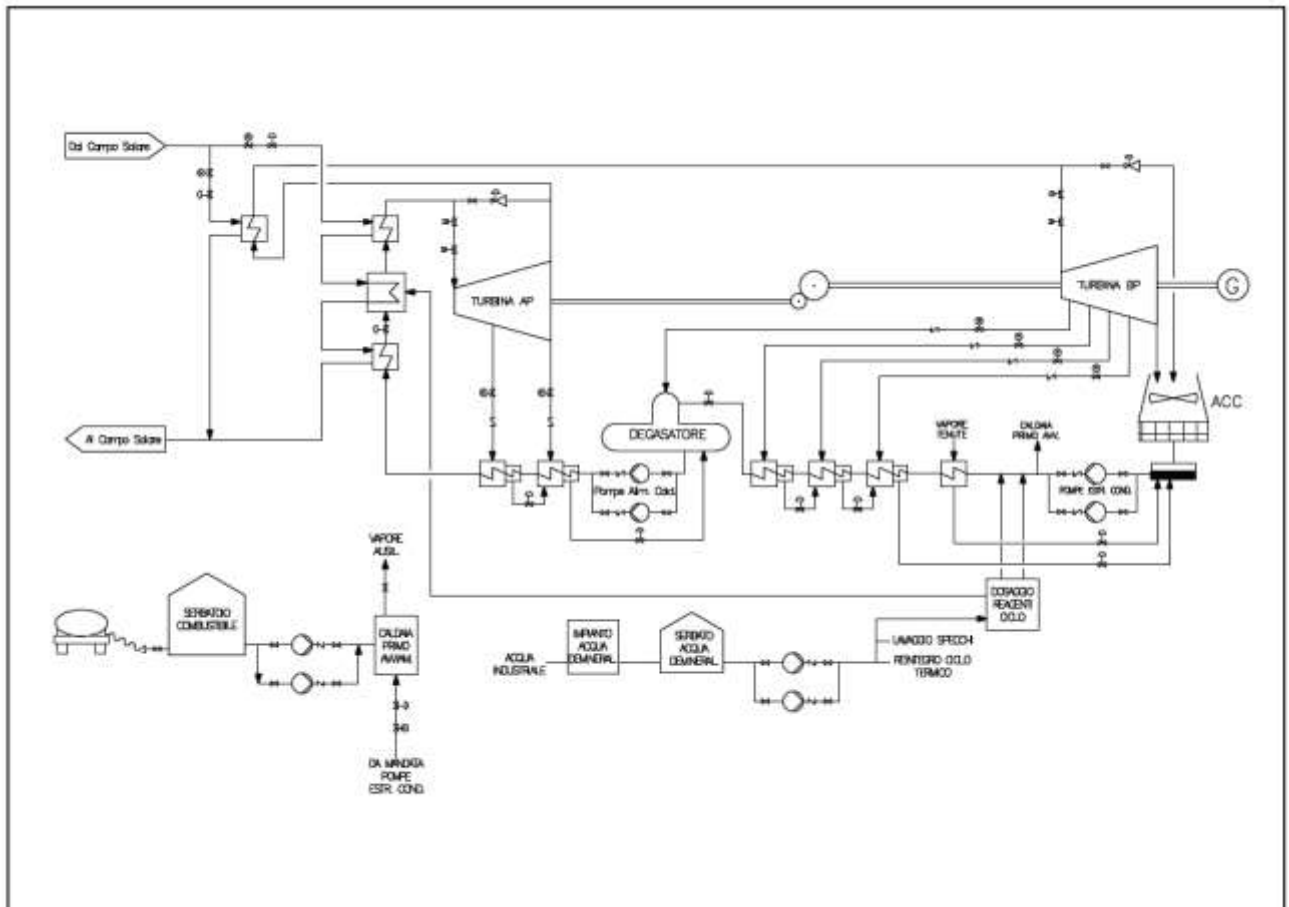 Dal Campo Solare
TURBINA AP
TURBINA BP
G
ACC
Al Campo Solare
DEGASATORE
VAPORE
TENUTE
CALDAIA
PRIMO AVV.
Pompe Alim. Cald.
POMPE ESTR. COND.
VAPORE
AUSIL.
SERBATOIO
COMBUSTIBILE
CALDAIA
PRIMO
AVVIAM.
IMPIANTO
ACQUA
DEMINERAL.
SERBATO
ACQUA
DEMINERAL.
DOSAGGIO
REAGENTI
CICLO
LAVAGGIO SPECCHI
REINTEGRO CICLO
TERMICO
ACQUA
INDUSTRIALE
DA MANDATA
POMPE
ESTR. COND.